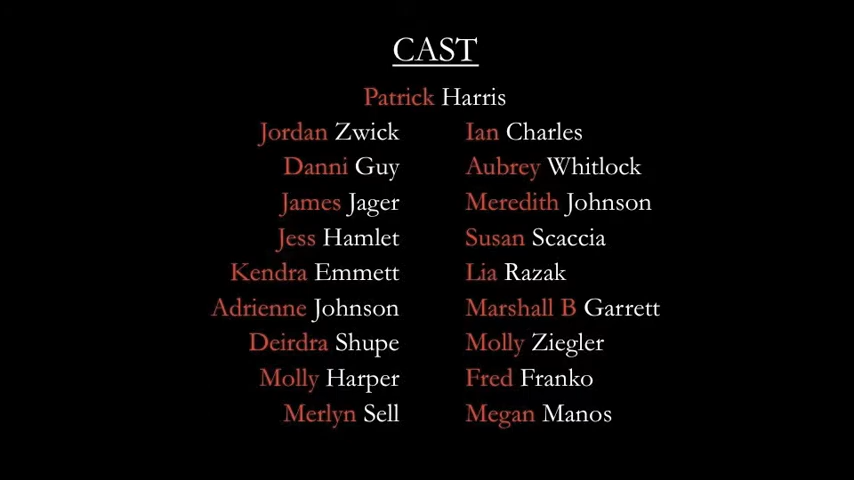 CAST
Patrick Harris
Jordan Zwick Ian Charles
Danni Guy Aubrey Whitlock
James Jager Meredith Johnson
Jess Hamlet Susan Scaccia
Kendra Emmett Lia Razak
Adrienne Johnson Marshall B Garrett
Deirdra Shupe Molly Ziegler
Molly Harper Fred Franko
Merlyn Sell Megan Manos